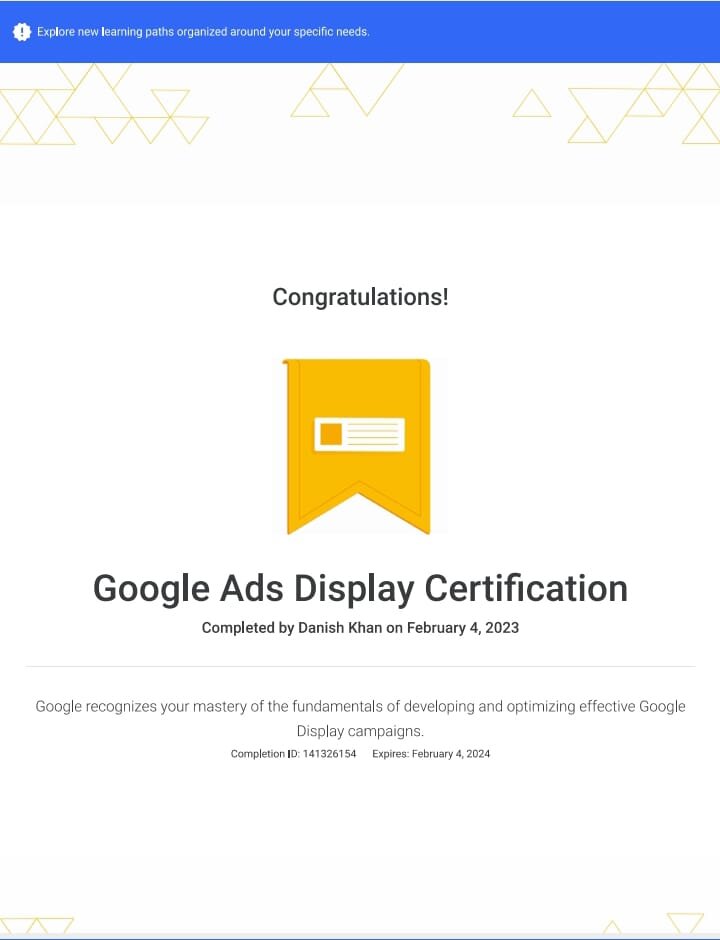 Explore new learning paths organized around your specific needs.
Congratulations!
Google Ads Display Certification
Completed by Danish Khan on February 4, 2023
Google recognizes your mastery of the fundamentals of developing and optimizing effective Google
Display campaigns.
Completion ID: 141326154 Expires: February 4, 2024